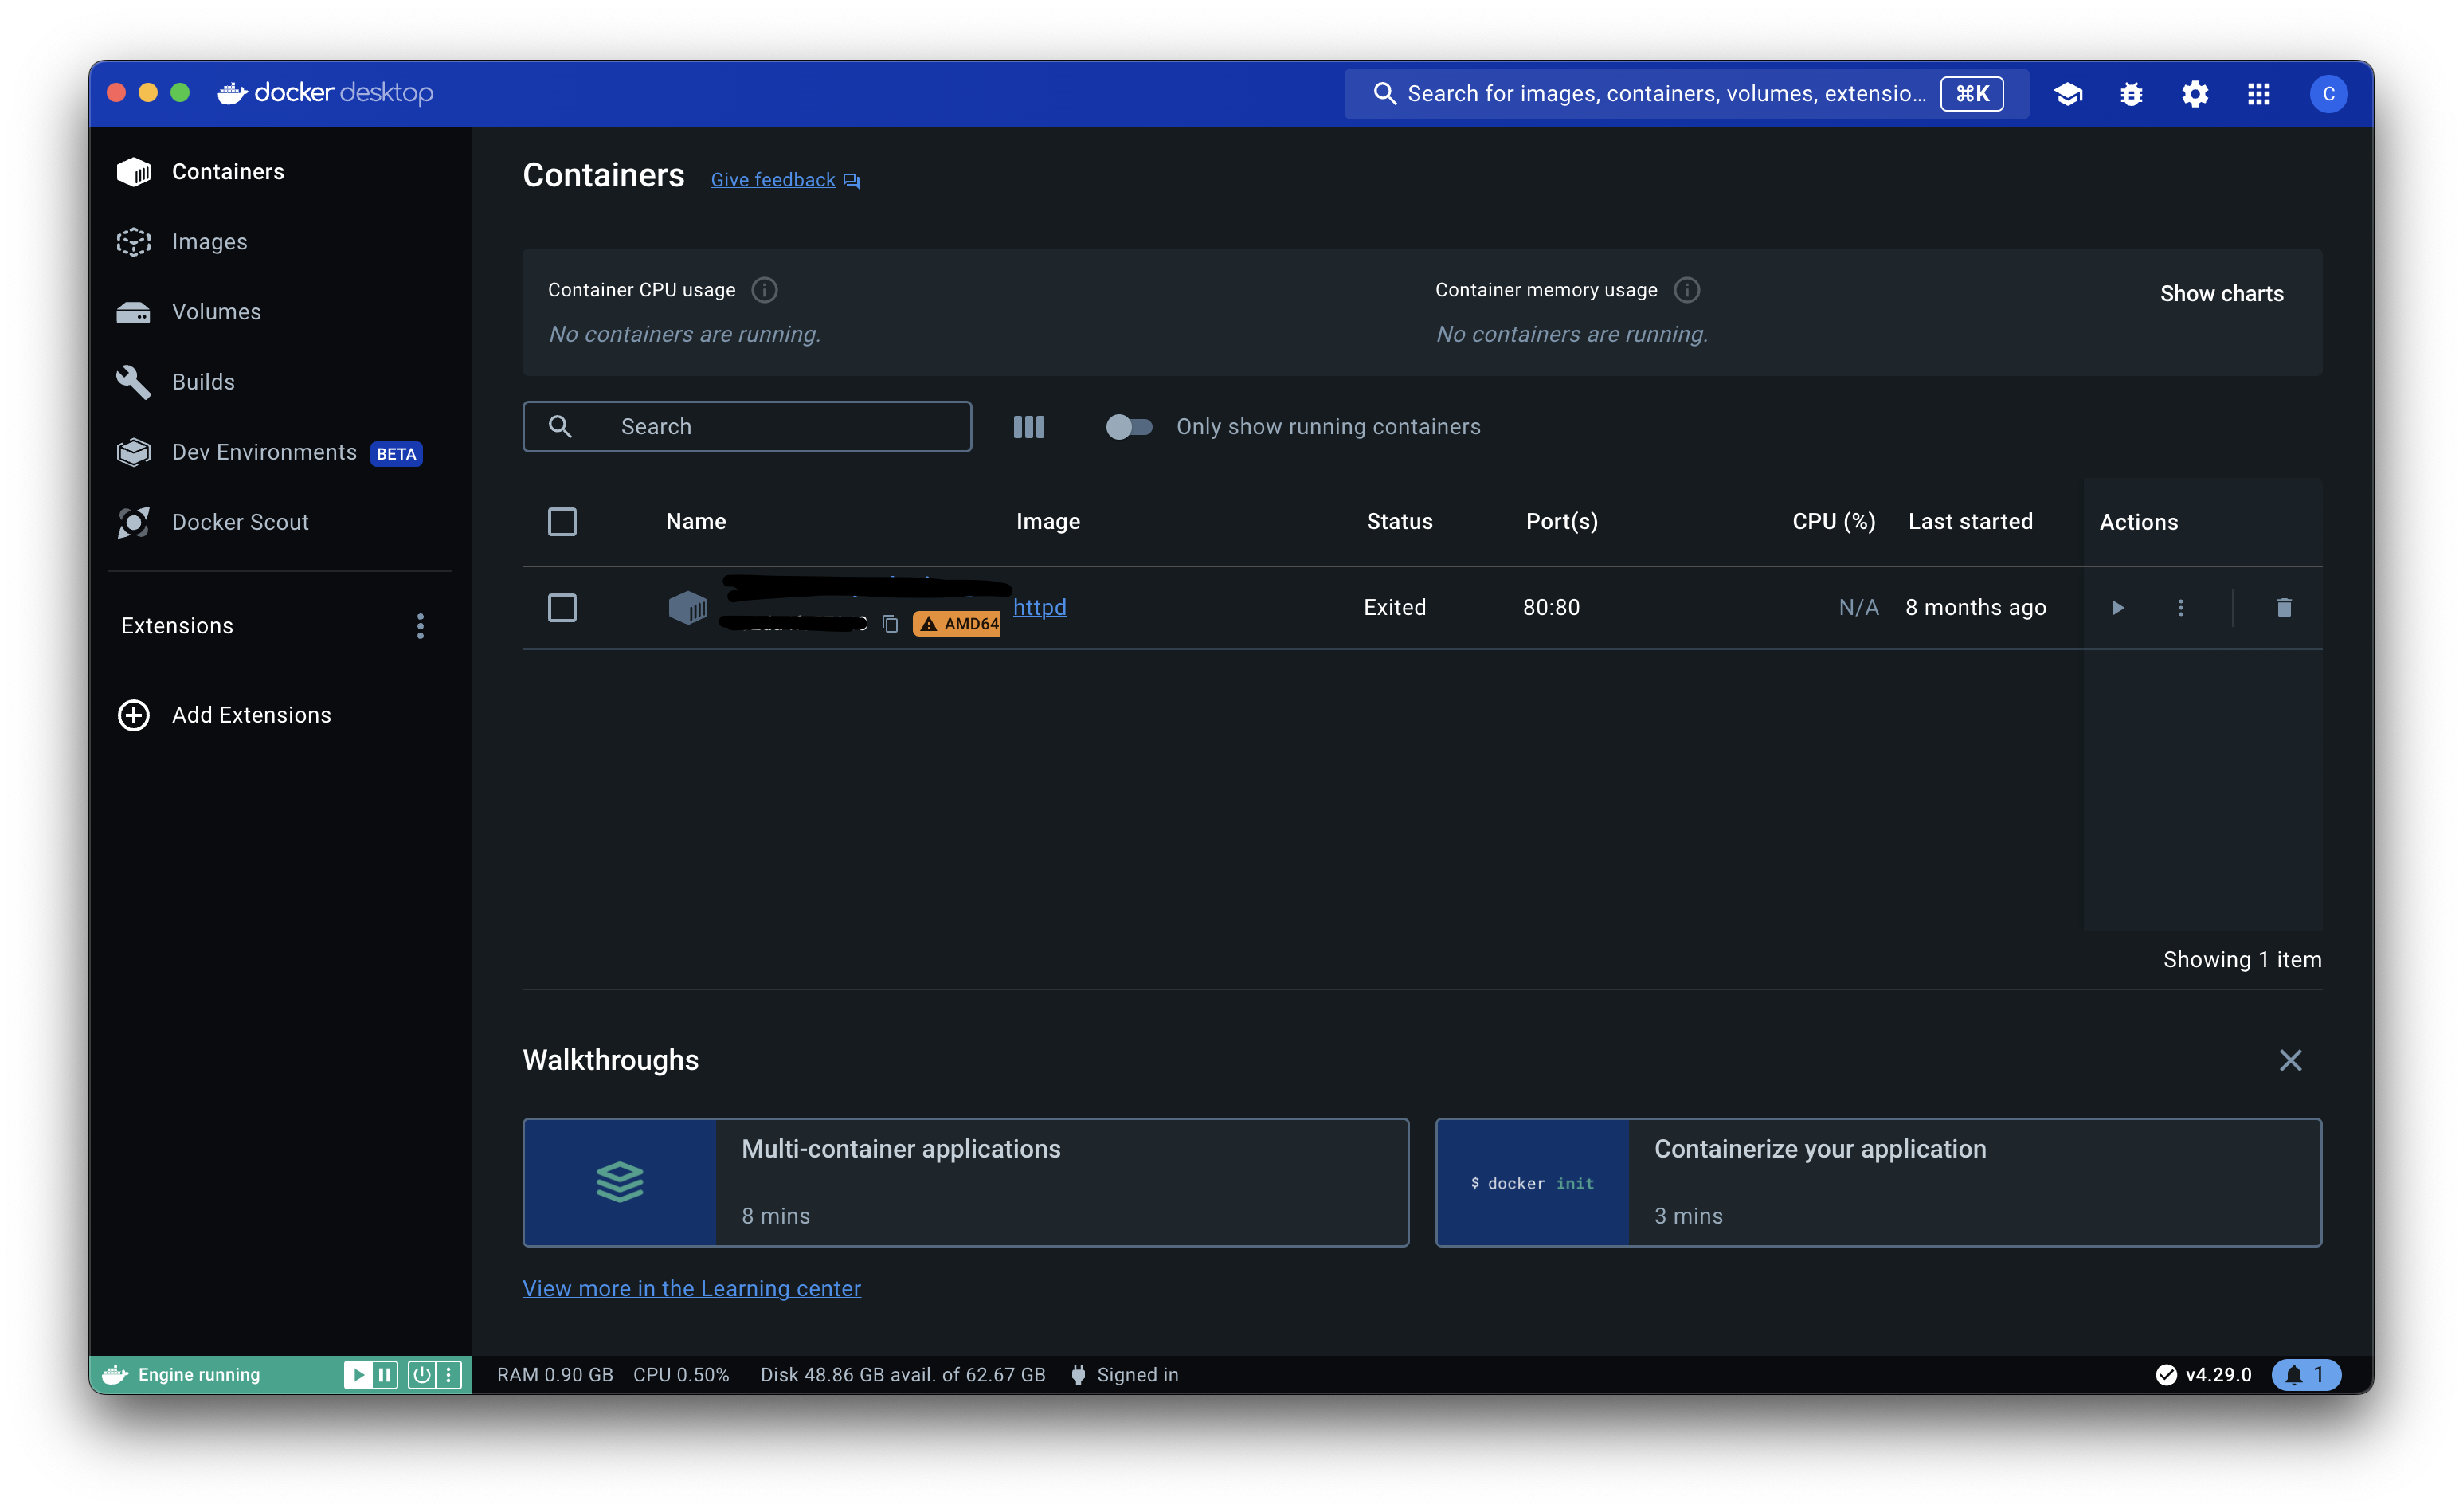 docker desktop
Search for images, containers, volumes, extensio... ⌘K
C
Containers
Images
Volumes
Builds
Dev Environments BETA
Docker Scout
Extensions
Add Extensions
Containers Give feedback
Container CPU usage
No containers are running.
Container memory usage
No containers are running.
Show charts
Search
Only show running containers
Name Image Status Port(s) CPU (%) Last started Actions
AMD64
httpd Exited 80:80 N/A 8 months ago
Showing 1 item
Walkthroughs
Multi-container applications
8 mins
$ docker init
Containerize your application
3 mins
View more in the Learning center
Engine running
RAM 0.90 GB CPU 0.50% Disk 48.86 GB avail. of 62.67 GB Signed in
v4.29.0
1